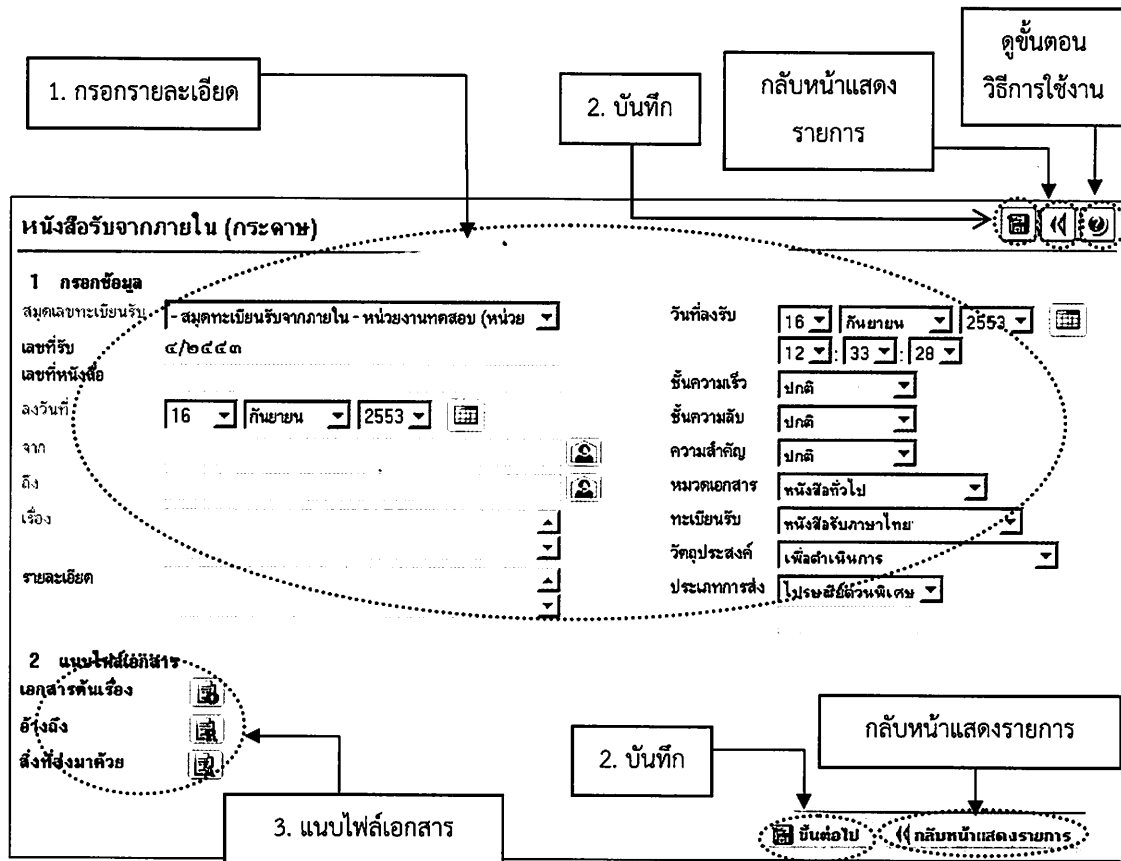 ดูขั้นตอน
วิธีการใช้งาน
1. กรอกรายละเอียด
2. บันทึก
กลับหน้าแสดง
รายการ
หนังสือรับจากภายใน (กระดาษ)
1 กรอกข้อมูล
สมุดเลขทะเบียนรับ - สมุดทะเบียนรับจากภายใน - หน่วยงานทดสอบ (หน่วย
เลขที่รับ ๔/๒๕๕๓
เลขที่หนังสือ
ลงวันที่ 16 กันยายน 2553
จาก
ถึง
เรื่อง
รายละเอียด
วันที่ลงรับ 16 กันยายน 2553
12 : 33 : 28
ชั้นความเร็ว ปกติ
ชั้นความลับ ปกติ
ความสำคัญ ปกติ
หมวดเอกสาร หนังสือทั่วไป
ทะเบียนรับ หนังสือรับภาษาไทย
วัตถุประสงค์ เพื่อดำเนินการ
ประเภทการส่ง ไปรษณีย์ด่วนพิเศษ
2 แนบไฟล์เอกสาร
เอกสารต้นเรื่อง
อ้างถึง
สิ่งที่ส่งมาด้วย
3. แนบไฟล์เอกสาร
2. บันทึก
กลับหน้าแสดงรายการ
ขั้นต่อไป
กลับหน้าแสดงรายการ